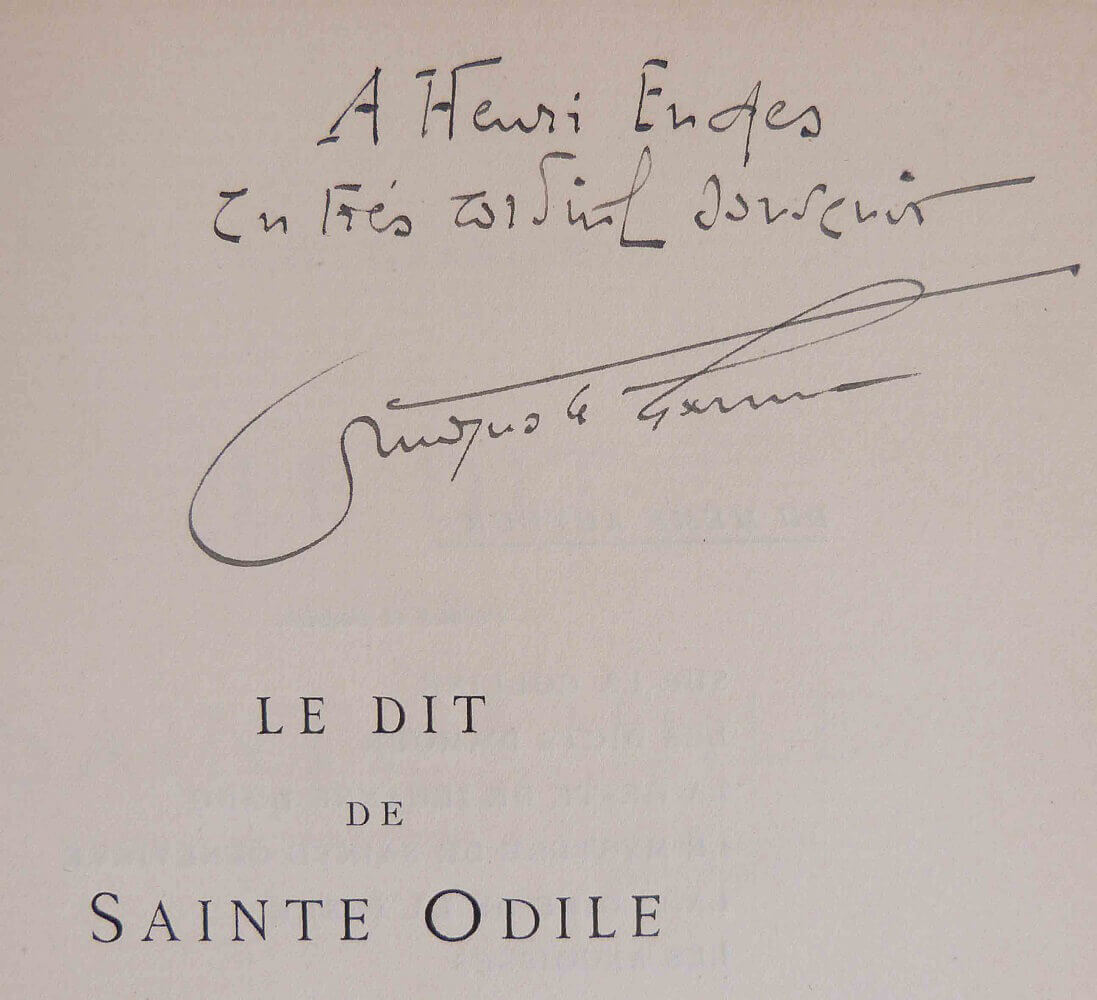 A Henri Endes
en très cordial souvenir
LE DIT
DE
SAINTE ODILE